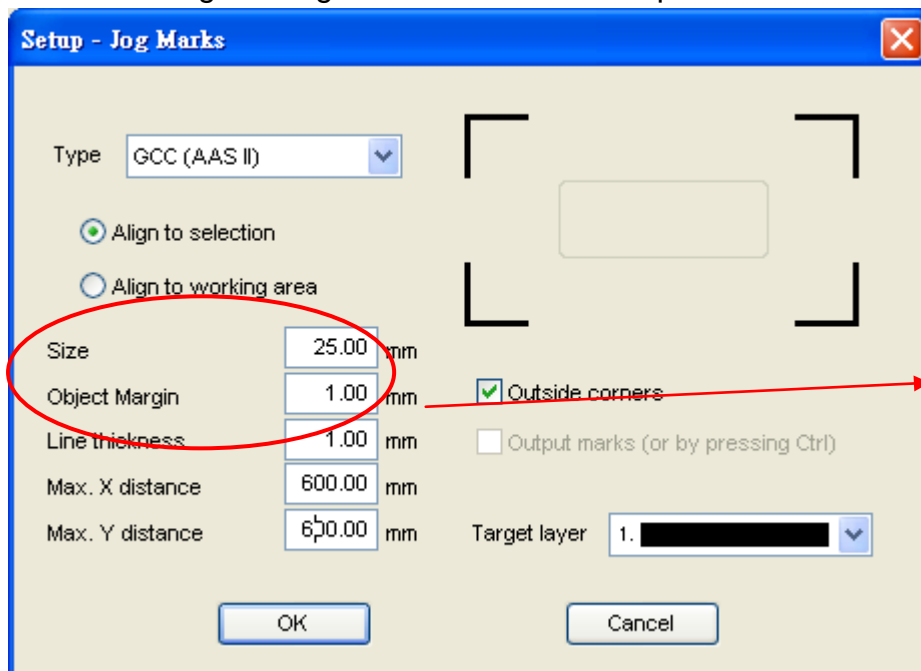 Setup - Jog Marks
Type GCC (AAS II)
Align to selection
Align to working area
Size 25.00 mm
Object Margin 1.00 mm Outside corners
Line thickness 1.00 mm Output marks (or by pressing Ctrl)
Max. X distance 600.00 mm
Max. Y distance 600.00 mm Target layer 1.
OK Cancel